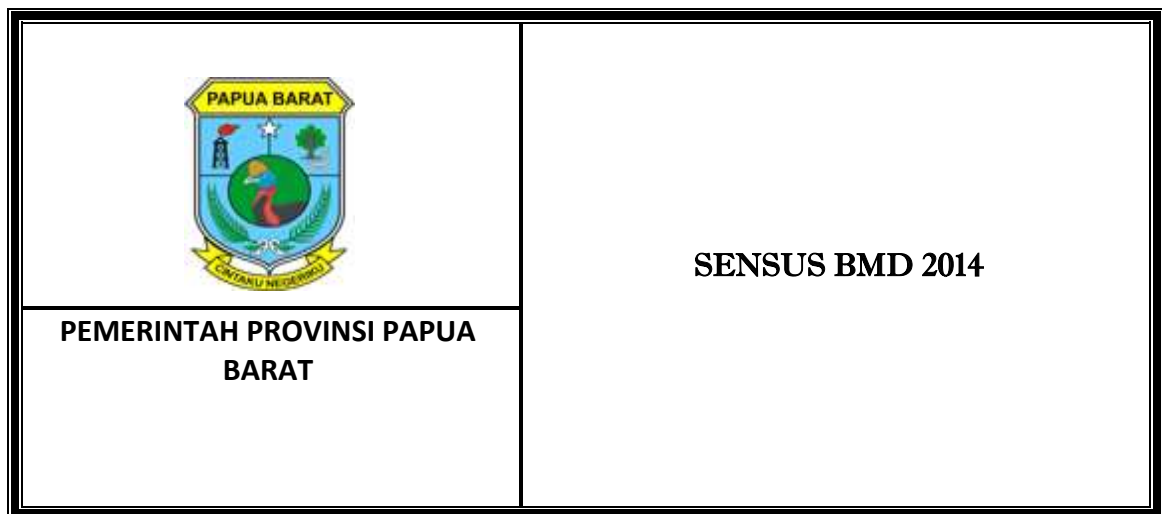 PAPUA BARAT
CINTAKU NEGERIKU
PEMERINTAH PROVINSI PAPUA
BARAT
SENSUS BMD 2014